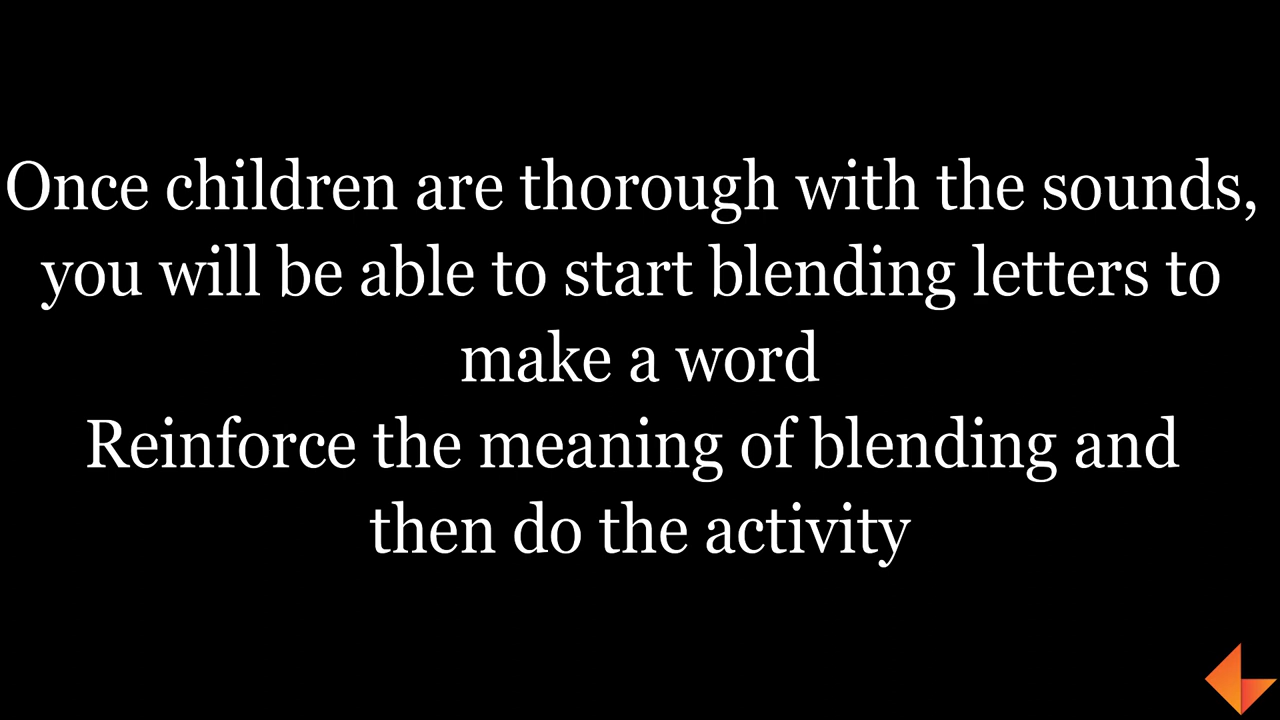 Once children are thorough with the sounds,
you will be able to start blending letters to
make a word
Reinforce the meaning of blending and
then do the activity